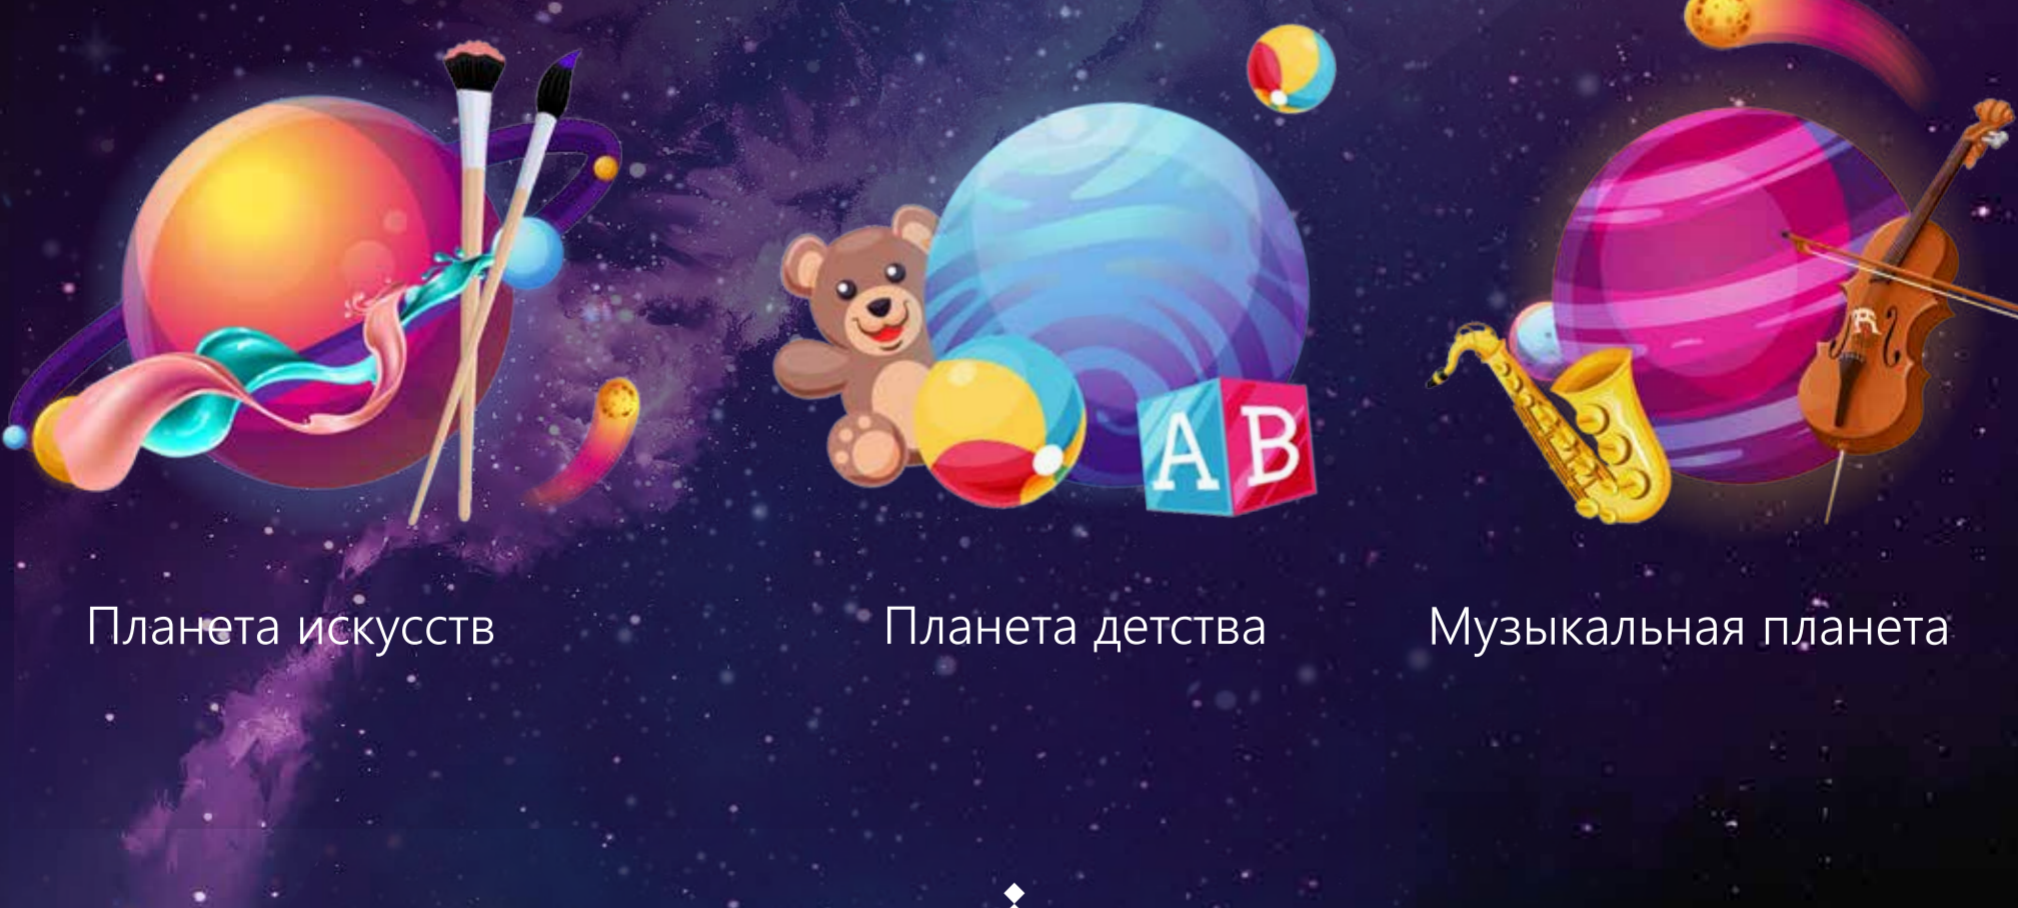 A B
Планета искусств
Планета детства
Музыкальная планета